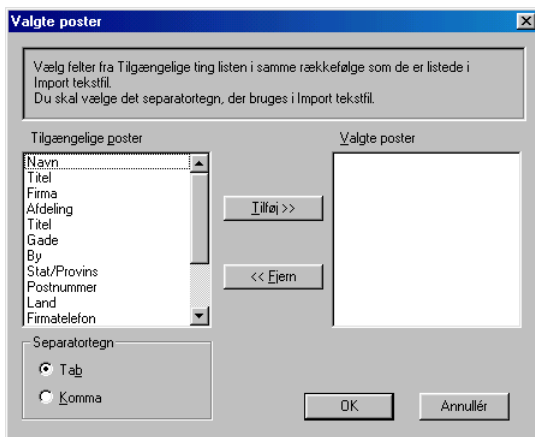 Valgte poster
Vælg felter fra Tilgængelige ting listen i samme rækkefølge som de er listede i
Import tekstfil.
Du skal vælge det separatortegn, der bruges i Import tekstfil.
Tilgængelige poster
Valgte poster
Navn
Titel
Firma
Afdeling
Titel
Gade
By
Stat/Provins
Postnummer
Land
Firmatelefon
Tilføj >>
<< Fjern
Separatortegn
Tab
Komma
OK
Annullér